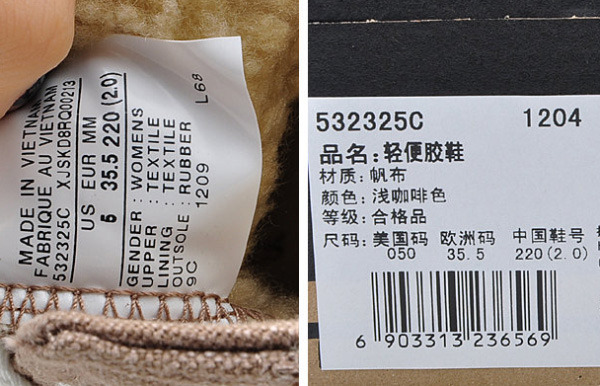 MADE IN VIETNAM
FABRIQUE AU VIETNAM
532325C XJSKD8RQ00213
US EUR MM
5 35.5 220 (2.0)
GENDER : WOMENS
UPPER : TEXTILE
LINING : TEXTILE
OUTSOLE : RUBBER
9C 1209
L68
532325C 1204
品名:轻便胶鞋
材质:帆布
颜色:浅咖啡色
等级:合格品
尺码:美国码 欧洲码 中国鞋号
050 35.5 220(2.0)
6 903313 236569